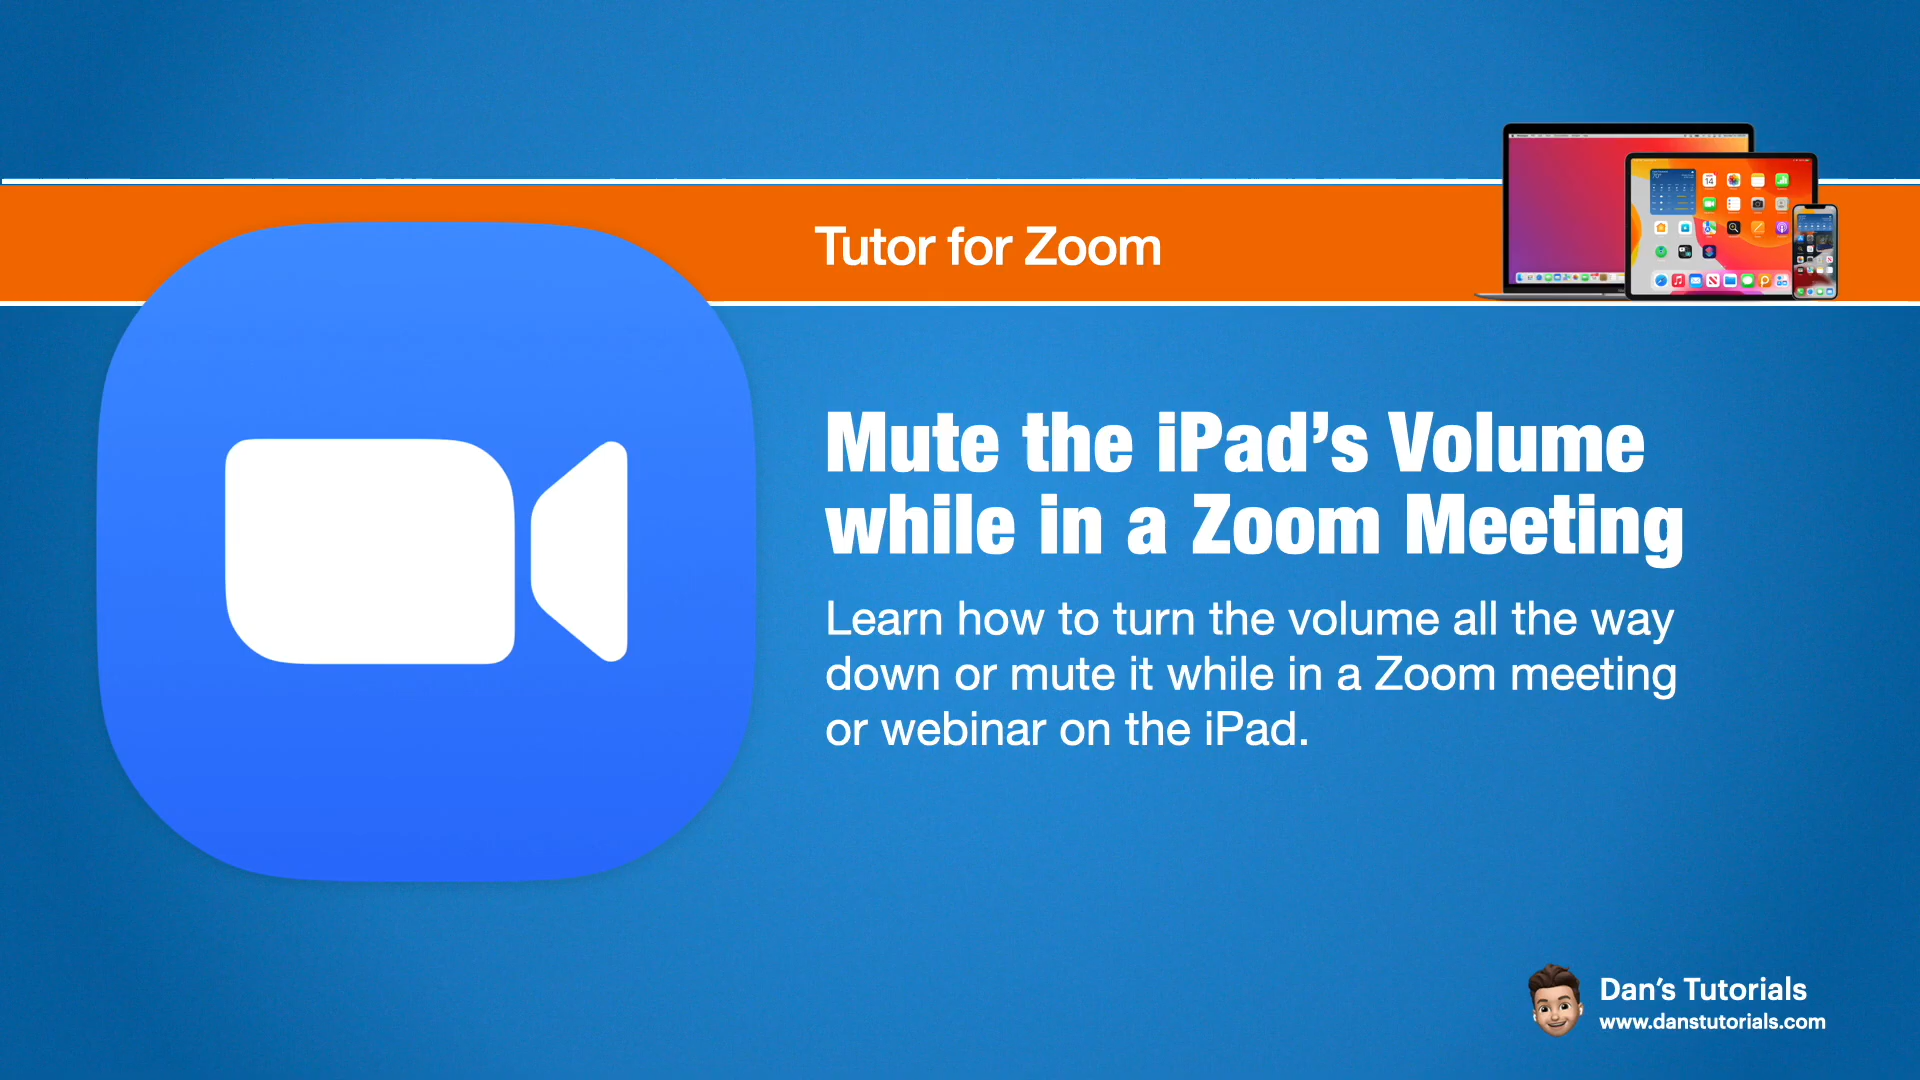 Tutor for Zoom
Mute the iPad’s Volume
while in a Zoom Meeting
Learn how to turn the volume all the way
down or mute it while in a Zoom meeting
or webinar on the iPad.
Dan’s Tutorials
www.danstutorials.com